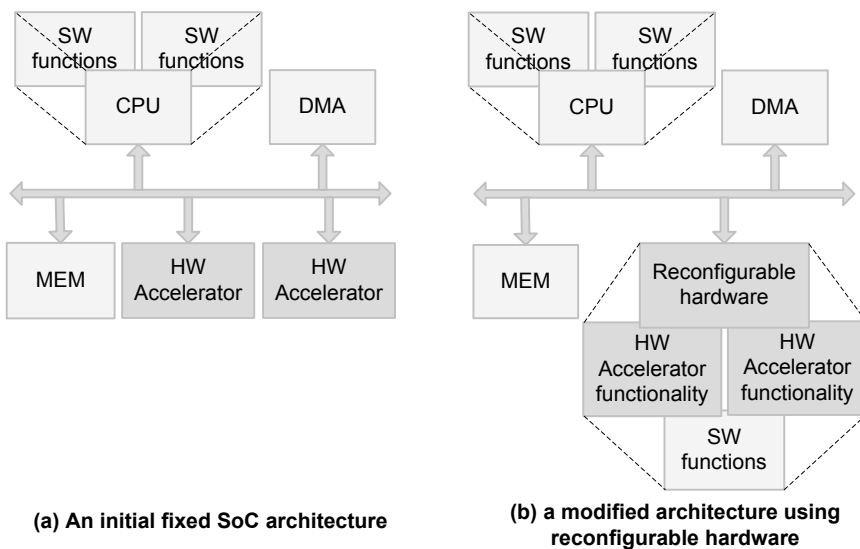 SW
functions
SW
functions
CPU
DMA
MEM
HW
Accelerator
HW
Accelerator
(a) An initial fixed SoC architecture
SW
functions
SW
functions
CPU
DMA
MEM
Reconfigurable
hardware
HW
Accelerator
functionality
HW
Accelerator
functionality
SW
functions
(b) a modified architecture using
reconfigurable hardware